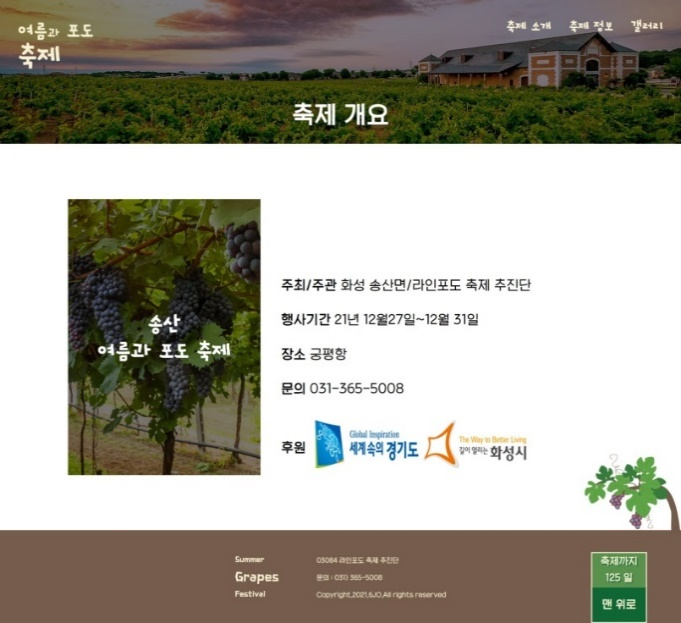 여름과 포도
축제
축제 소개 축제 정보 갤러리
축제 개요
송산
여름과 포도 축제
주최/주관 화성 송산면/라인포도 축제 추진단
행사기간 21년 12월27일~12월 31일
장소 궁평항
문의 031-365-5008
후원
Global Inspiration
세계속의 경기도
The Way to Better Living
길이 열리는 화성시
Summer
Grapes
Festival
03084 라인포도 축제 추진단
문의 : 031) 365-5008
Copyright,2021,6JO,All rights reserved
축제까지
125 일
맨 위로